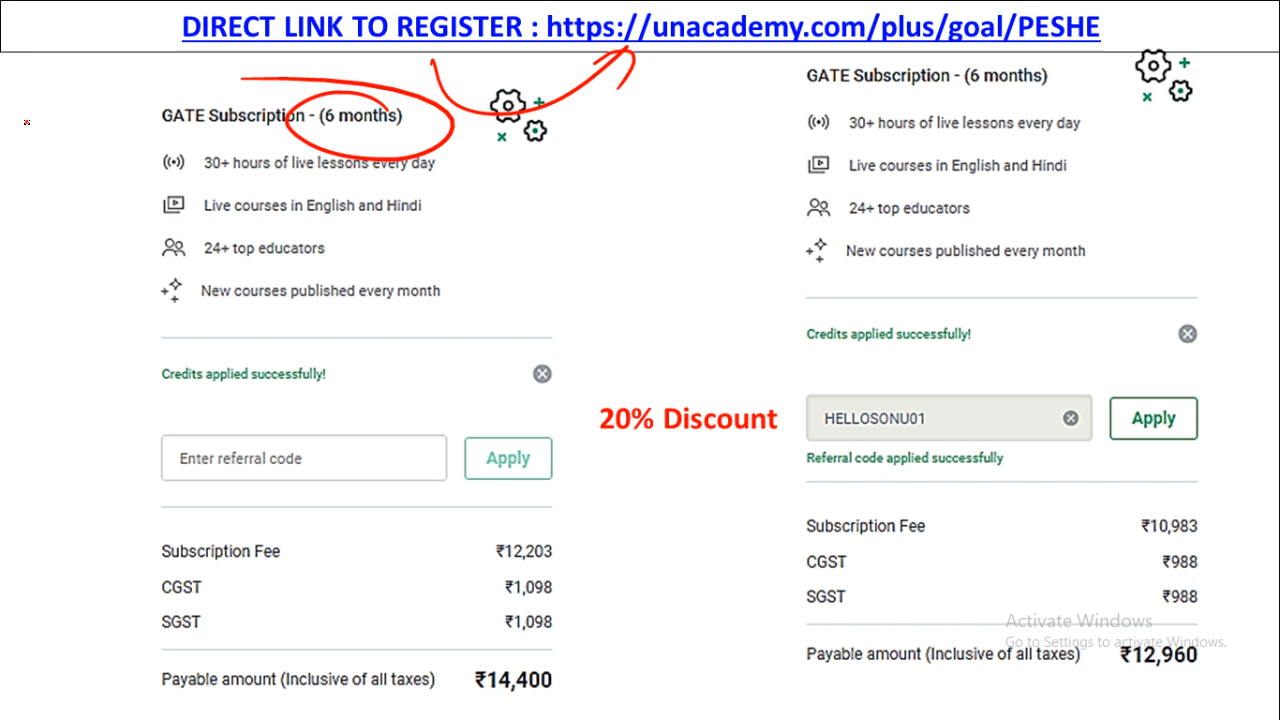 DIRECT LINK TO REGISTER : https://unacademy.com/plus/goal/PESHE
GATE Subscription - (6 months)
30+ hours of live lessons every day
Live courses in English and Hindi
24+ top educators
New courses published every month
Credits applied successfully!
Enter referral code
Apply
Subscription Fee ₹12,203
CGST ₹1,098
SGST ₹1,098
Payable amount (Inclusive of all taxes) ₹14,400
20% Discount
GATE Subscription - (6 months)
30+ hours of live lessons every day
Live courses in English and Hindi
24+ top educators
New courses published every month
Credits applied successfully!
HELLOSONU01
Apply
Referral code applied successfully
Subscription Fee ₹10,983
CGST ₹988
SGST ₹988
Payable amount (Inclusive of all taxes) ₹12,960
Activate Windows
Go to Settings to activate Windows.